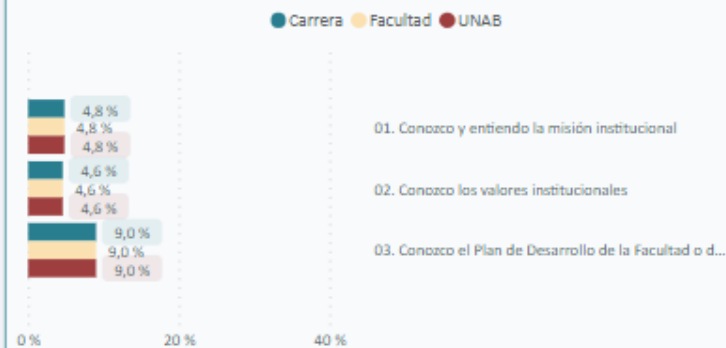 Carrera Facultad UNAB
4,8 %
4,8 %
4,8 %
01. Conozco y entiendo la misión institucional
4,6 %
4,6 %
4,6 %
02. Conozco los valores institucionales
9,0 %
9,0 %
9,0 %
03. Conozco el Plan de Desarrollo de la Facultad o d...
0 % 20 % 40 %